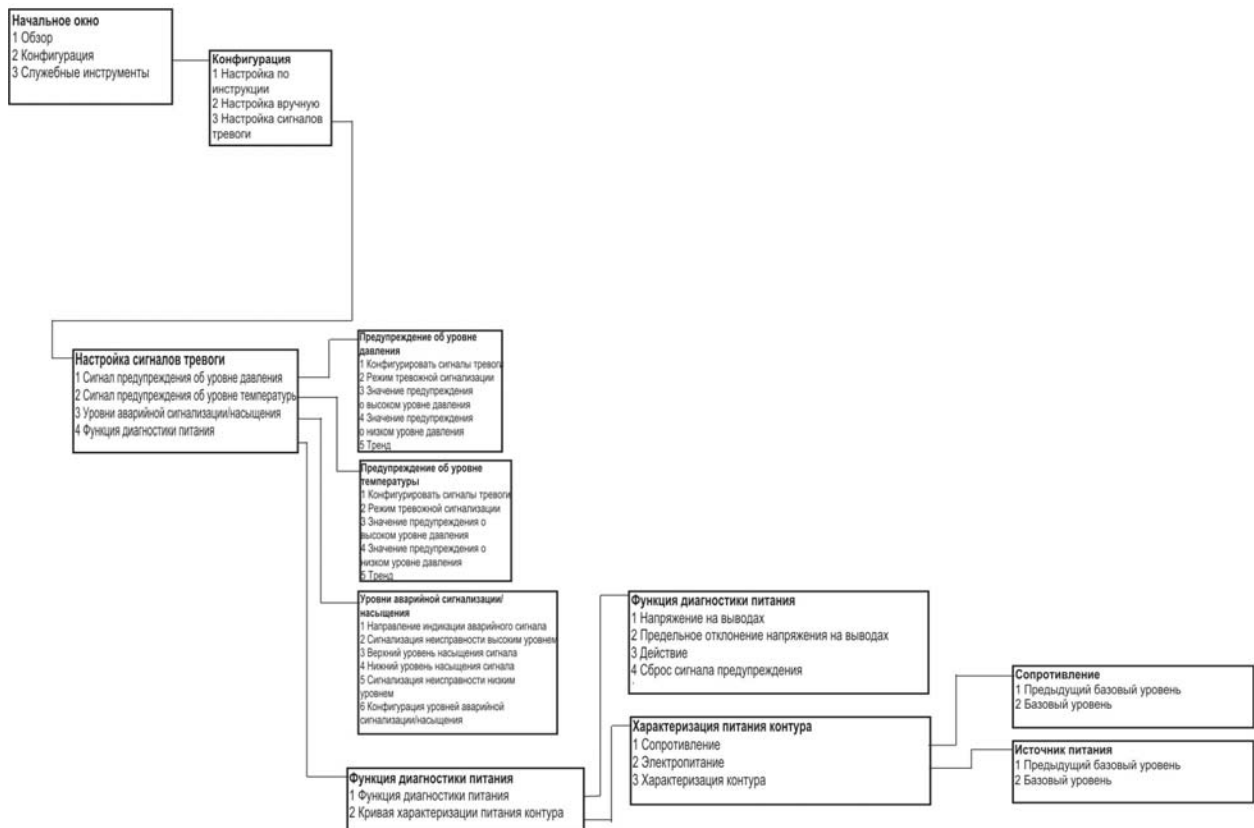 Начальное окно
1 Обзор
2 Конфигурация
3 Служебные инструменты
Конфигурация
1 Настройка по
инструкции
2 Настройка вручную
3 Настройка сигналов
тревоги
Настройка сигналов тревоги
1 Сигнал предупреждения об уровне давления
2 Сигнал предупреждения об уровне температуры
3 Уровни аварийной сигнализации/насыщения
4 Функция диагностики питания
Предупреждение об уровне
давления
1 Конфигурировать сигналы тревоги
2 Режим тревожной сигнализации
3 Значение предупреждения
о высоком уровне давления
4 Значение предупреждения
о низком уровне давления
5 Тренд
Предупреждение об уровне
температуры
1 Конфигурировать сигналы тревоги
2 Режим тревожной сигнализации
3 Значение предупреждения о
высоком уровне давления
4 Значение предупреждения о
низком уровне давления
5 Тренд
Уровни аварийной сигнализации/
насыщения
1 Направление индикации аварийного сигнала
2 Сигнализация неисправности высоким уровнем
3 Верхний уровень насыщения сигнала
4 Нижний уровень насыщения сигнала
5 Сигнализация неисправности низким
уровнем
6 Конфигурация уровней аварийной
сигнализации/насыщения
Функция диагностики питания
1 Функция диагностики питания
2 Кривая характеризации питания контура
Функция диагностики питания
1 Напряжение на выводах
2 Предельное отклонение напряжения на выводах
3 Действие
4 Сброс сигнала предупреждения
Характеризация питания контура
1 Сопротивление
2 Электропитание
3 Характеризация контура
Сопротивление
1 Предыдущий базовый уровень
2 Базовый уровень
Источник питания
1 Предыдущий базовый уровень
2 Базовый уровень